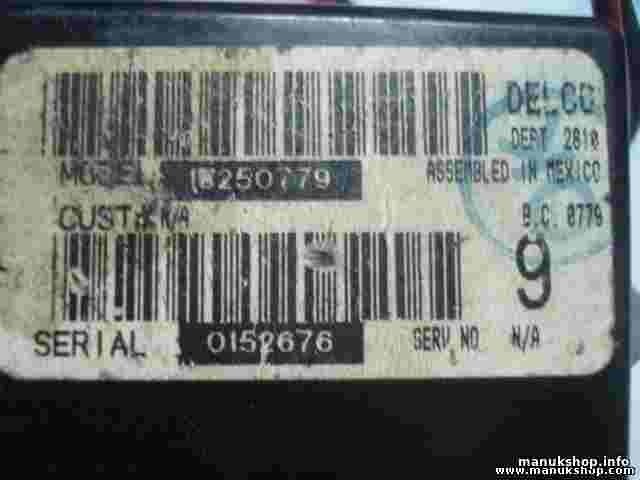 DELCO
DEPT 2810
ASSEMBLED IN MEXICO
MODEL 16250779
CUST# N/A
B.C. 0779
9
SERIAL 0152676
SERV NO N/A
manukshop.info
www.manukshop.com